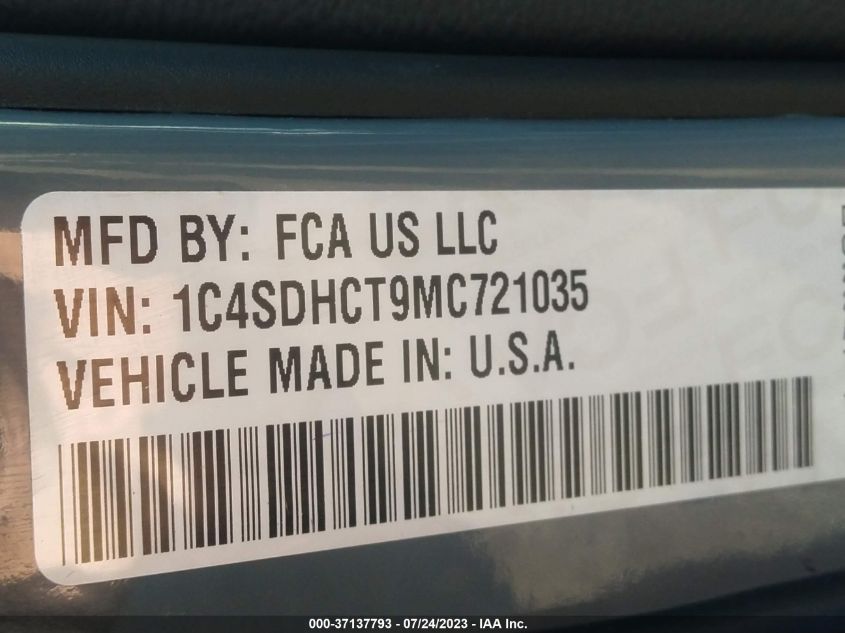 MFD BY: FCA US LLC
VIN: 1C4SDHCT9MC721035
VEHICLE MADE IN: U.S.A.
000-37137793 - 07/24/2023 - IAA Inc.